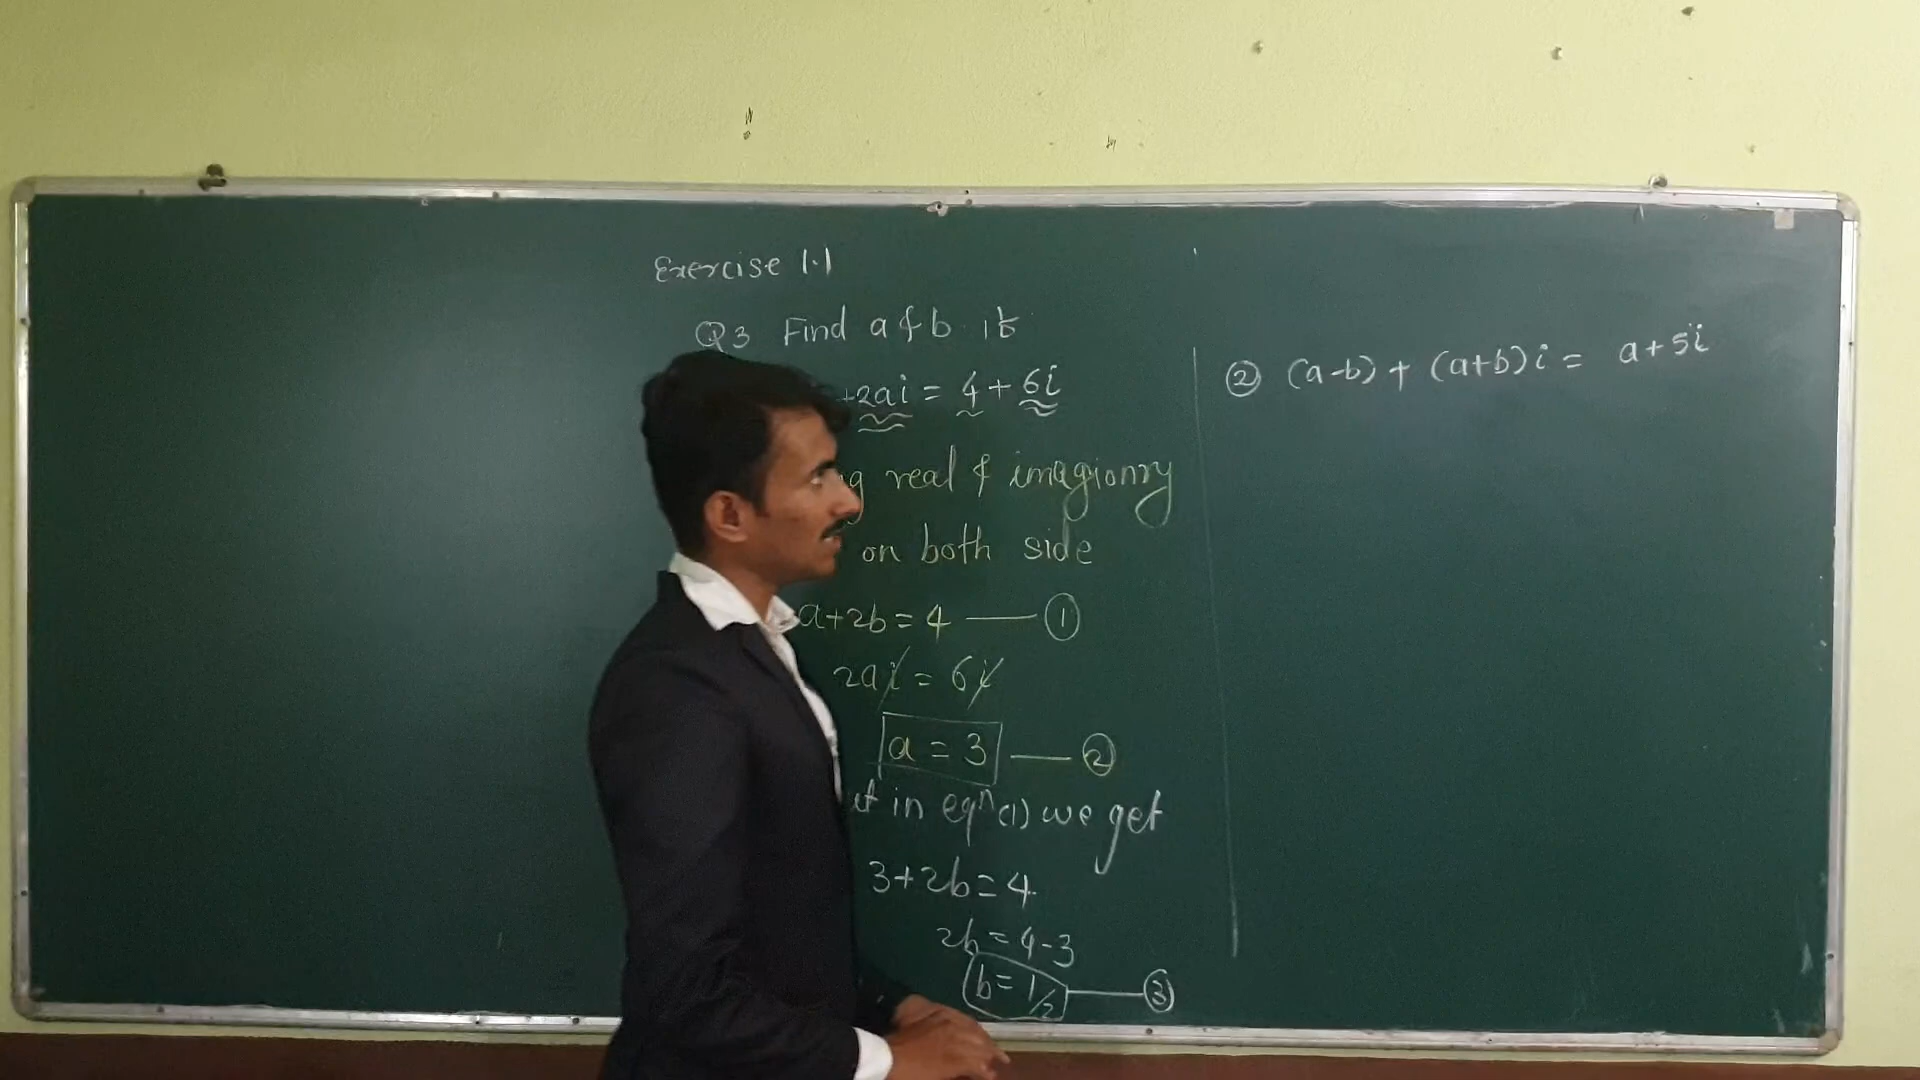 Exercise 1.1
Q3 Find a & b if
+2ai = 4 + 6i
real & imagionry
on both side
a+2b = 4 —— ①
2ai = 6i
a = 3 —— ②
in eqⁿ (1) we get
3+2b=4
2b = 4-3
b = 1/2 —— ③
② (a-b) + (a+b)i = a+5i